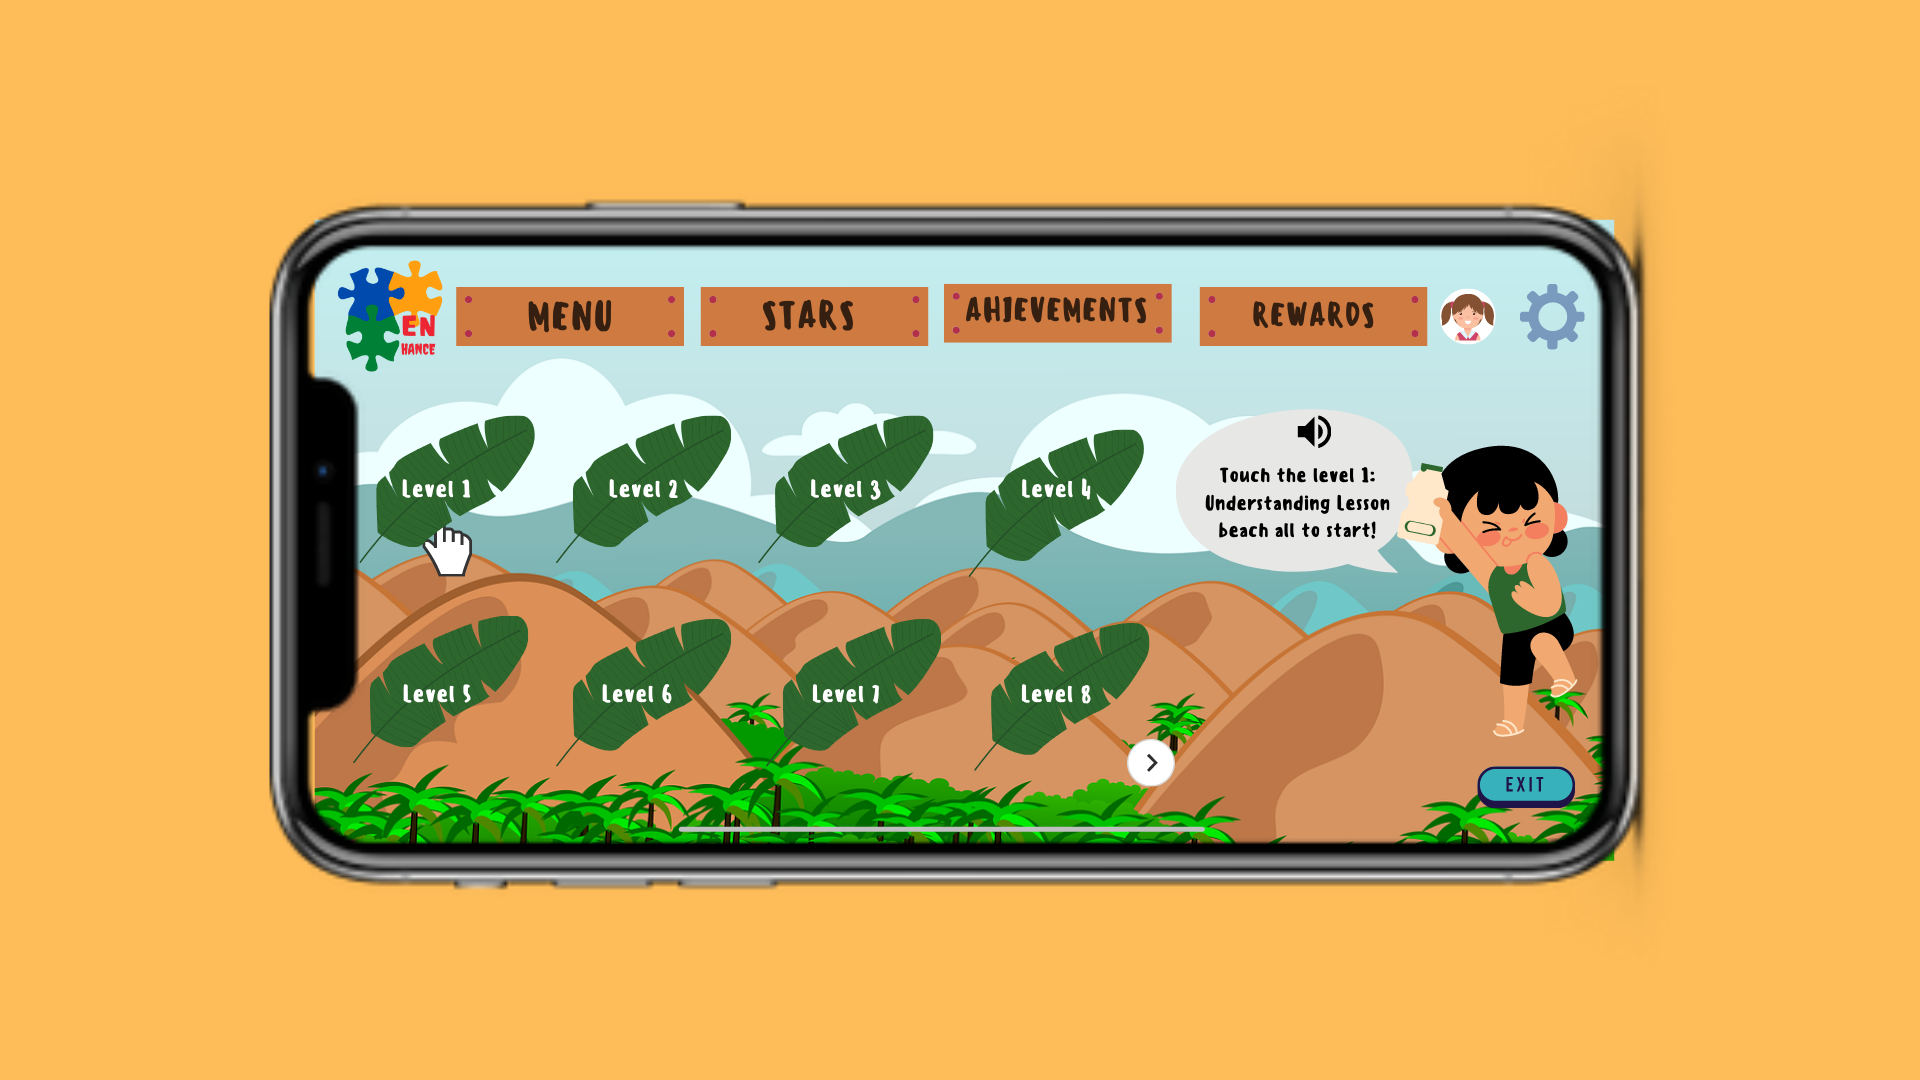 EN
HANCE
MENU
STARS
AHIEVEMENTS
REWARDS
Level 1
Level 2
Level 3
Level 4
Touch the level 1:
Understanding Lesson
beach all to start!
Level 5
Level 6
Level 7
Level 8
EXIT